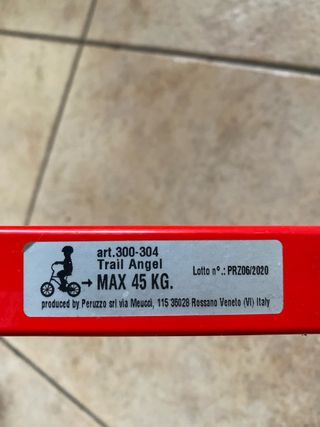 art.300-304
Trail Angel
MAX 45 KG.
Lotto n°.: PRZ06/2020
produced by Peruzzo srl via Meucci, 115 36028 Rossano Veneto (VI) Italy